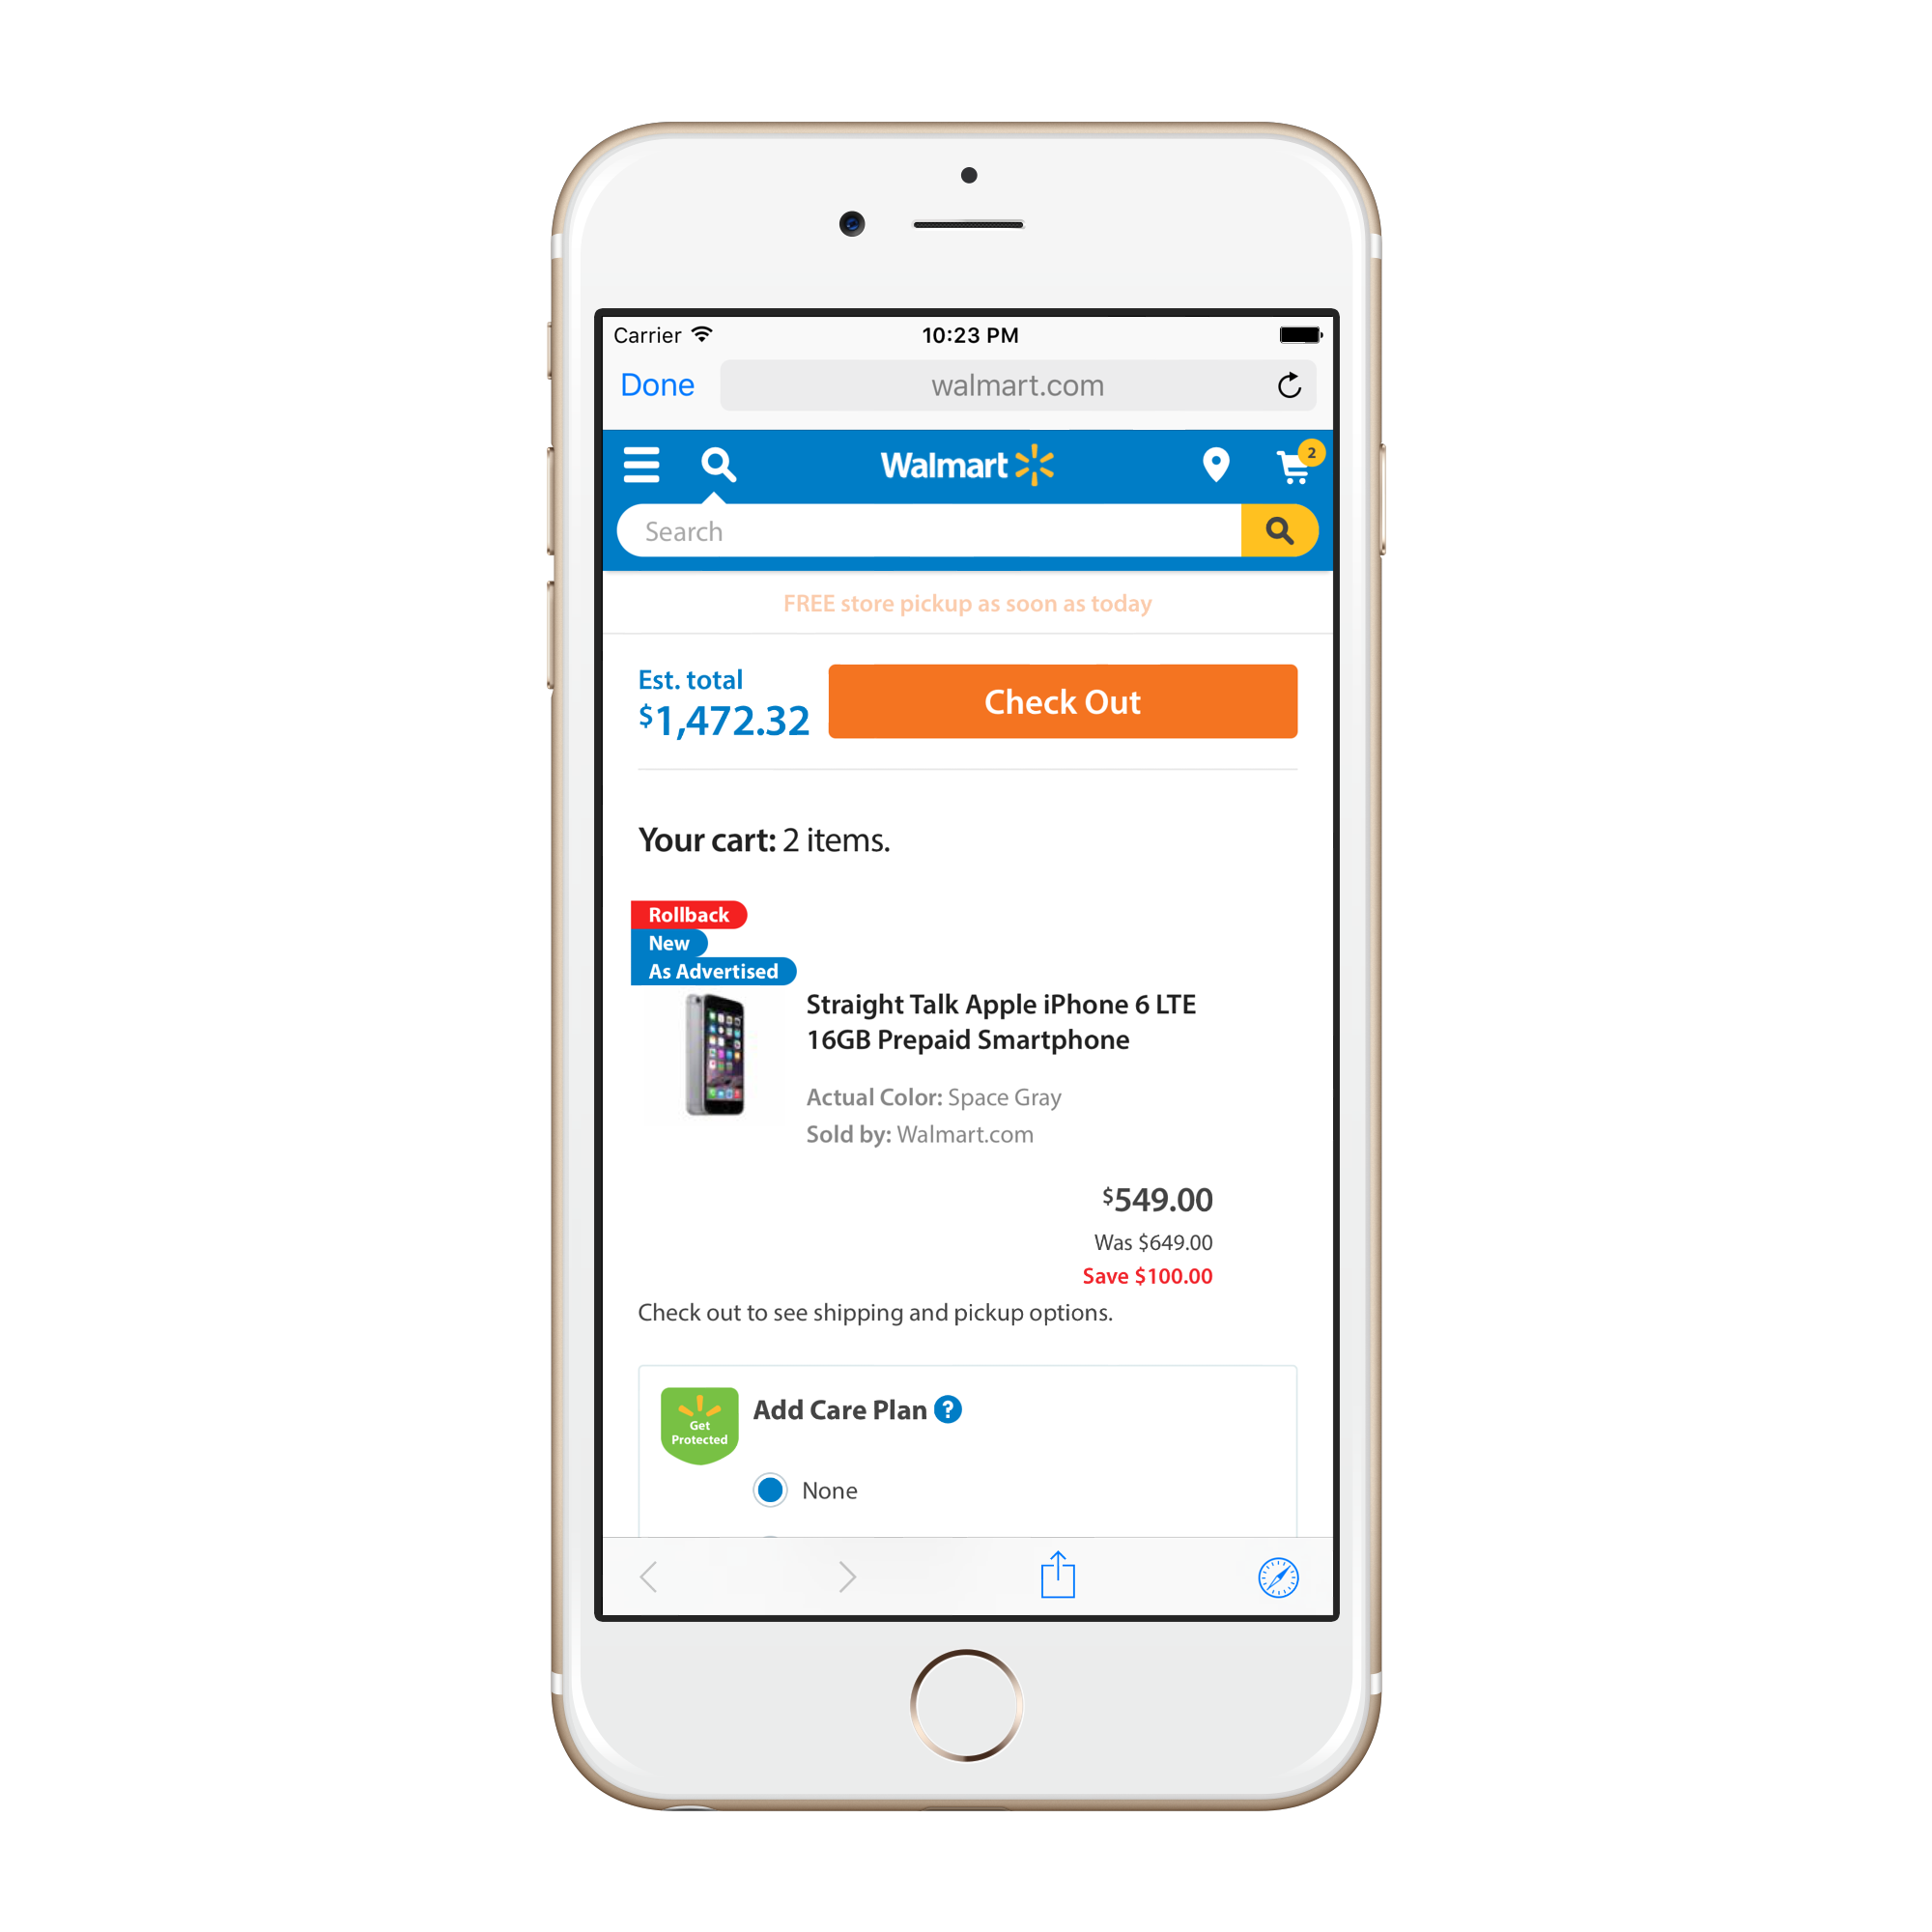 Carrier 10:23 PM
Done walmart.com
Walmart 2
Search
FREE store pickup as soon as today
Est. total
$1,472.32
Check Out
Your cart: 2 items.
Rollback
New
As Advertised
Straight Talk Apple iPhone 6 LTE
16GB Prepaid Smartphone
Actual Color: Space Gray
Sold by: Walmart.com
$549.00
Was $649.00
Save $100.00
Check out to see shipping and pickup options.
Get
Protected
Add Care Plan ?
None